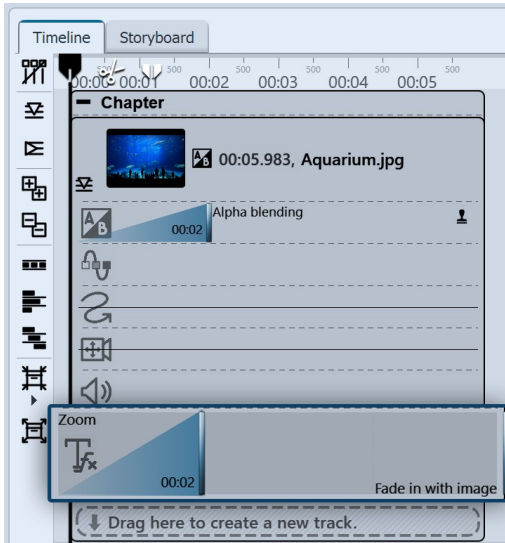 Timeline Storyboard
500 500 500 500 500 500
00:00 00:01 00:02 00:03 00:04 00:05
Chapter
A B 00:05.983, Aquarium.jpg
A B Alpha blending
00:02
Zoom
Tfx
00:02
Fade in with image
Drag here to create a new track.